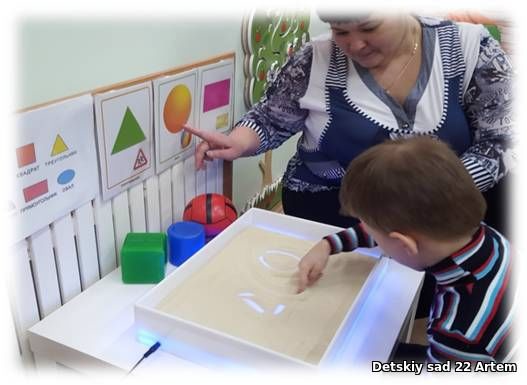 КВАДРАТ
ТРЕУГОЛЬНИК
ПРЯМОУГОЛЬНИК
ОВАЛ
Detskiy sad 22 Artem